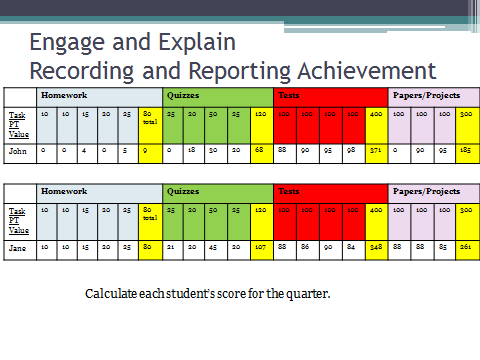 Engage and Explain
Recording and Reporting Achievement
Homework Quizzes Tests Papers/Projects
Task PT Value 10 10 15 20 25 80 total 25 20 50 25 120 100 100 100 100 400 100 100 100 300
John 0 0 4 0 5 9 0 18 30 20 68 88 90 95 98 371 0 90 95 185
Homework Quizzes Tests Papers/Projects
Task PT Value 10 10 15 20 25 80 total 25 20 50 25 120 100 100 100 100 400 100 100 100 300
Jane 10 10 15 20 25 80 21 20 45 20 107 88 86 90 84 348 88 88 85 261
Calculate each student's score for the quarter.